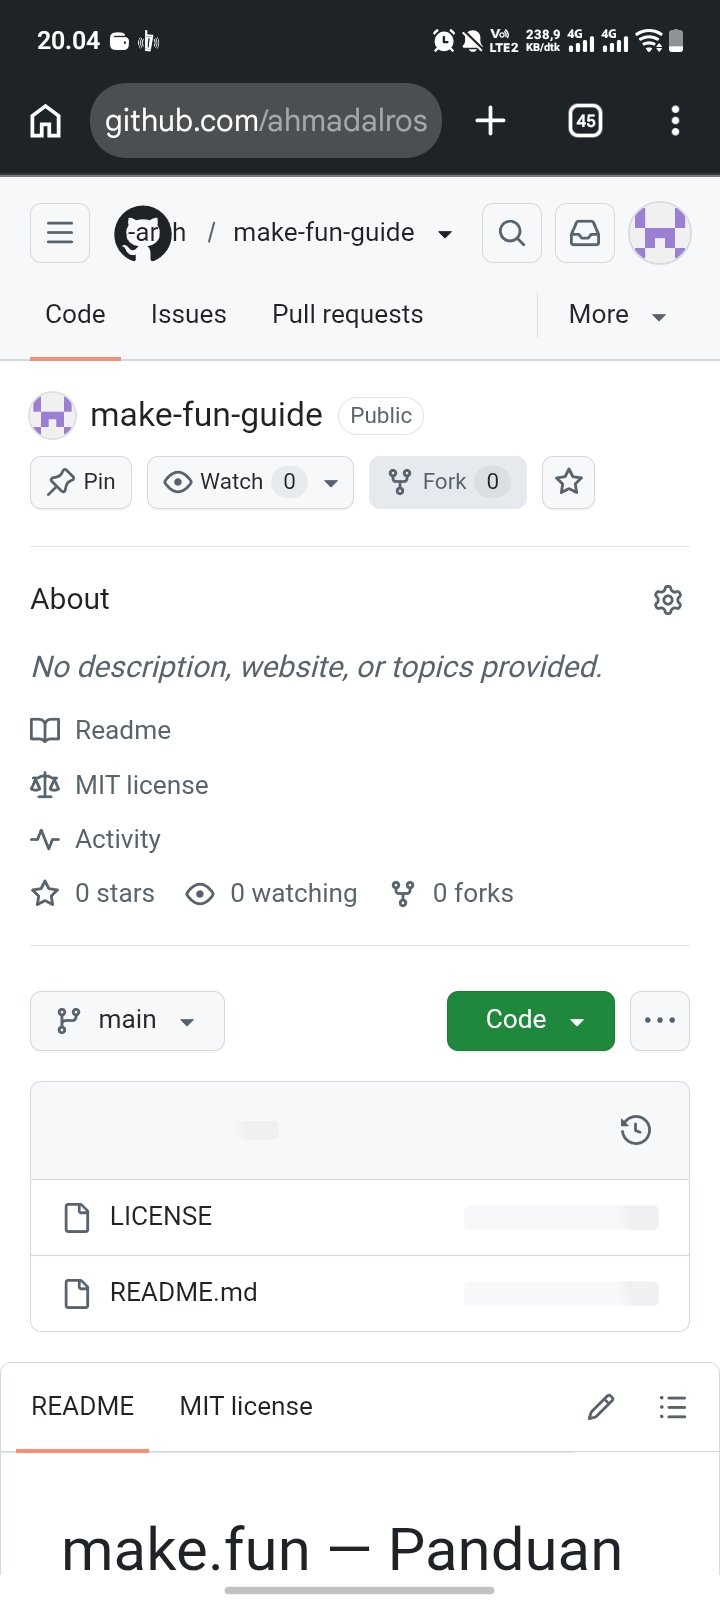 20.04 Vo) LTE2 238,9 KB/dtk 4G 4G
github.com/ahmadalros 45
-ar h / make-fun-guide
Code Issues Pull requests More
make-fun-guide Public
Pin Watch 0 Fork 0
About
No description, website, or topics provided.
Readme
MIT license
Activity
0 stars 0 watching 0 forks
main Code
LICENSE
README.md
README MIT license
make.fun — Panduan